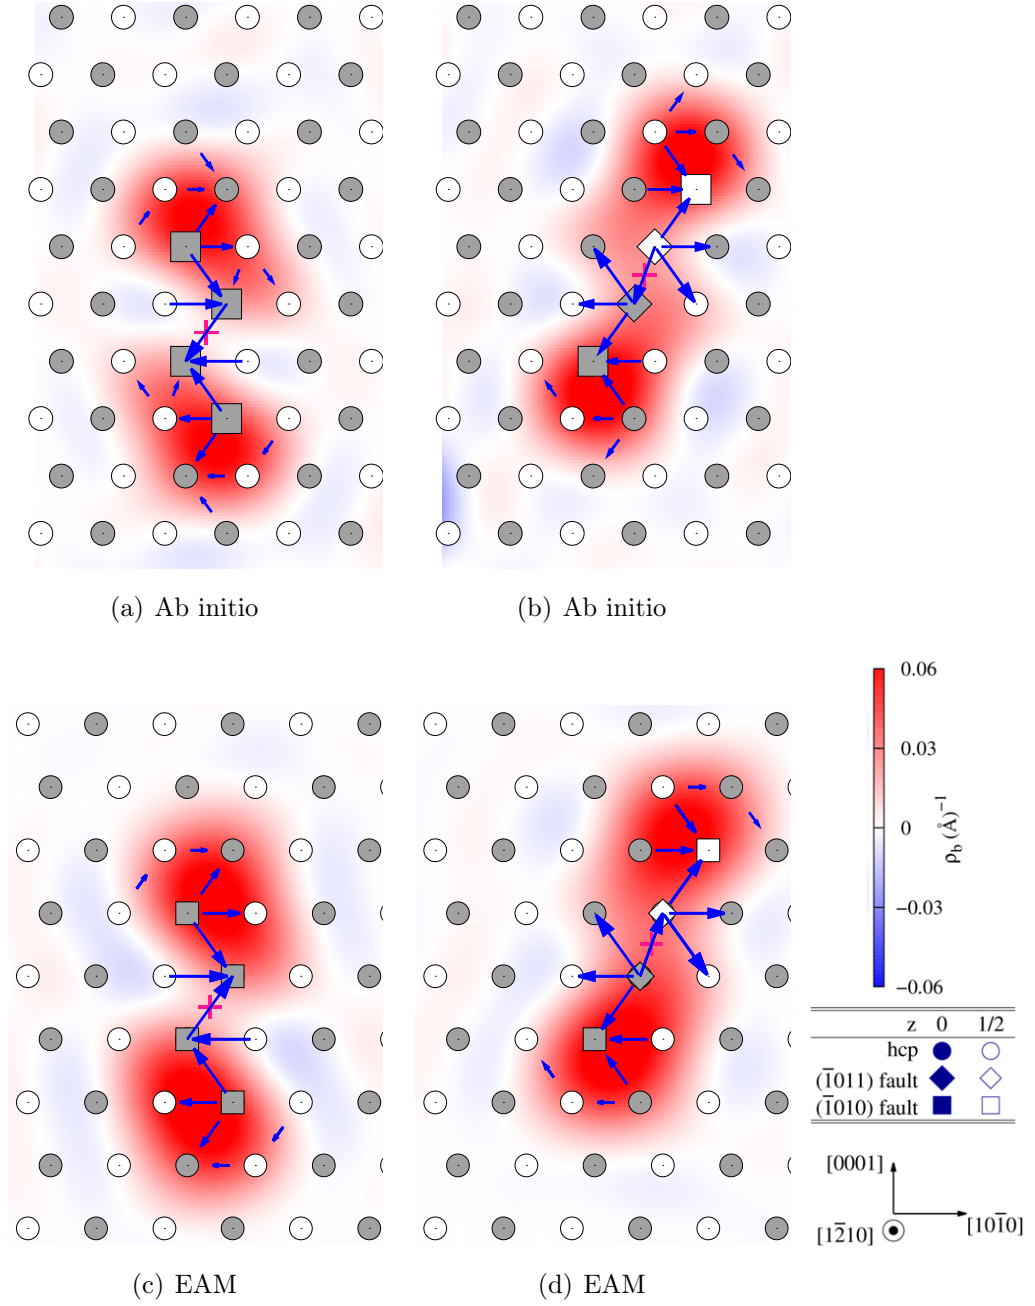 (a) Ab initio
(b) Ab initio
0.06
0.03
0
−0.03
−0.06
ρb (Å)⁻¹
z 0 1/2
hcp
(1̅011) fault
(1̅010) fault
[0001]
[101̅0]
[12̅10]
(c) EAM
(d) EAM